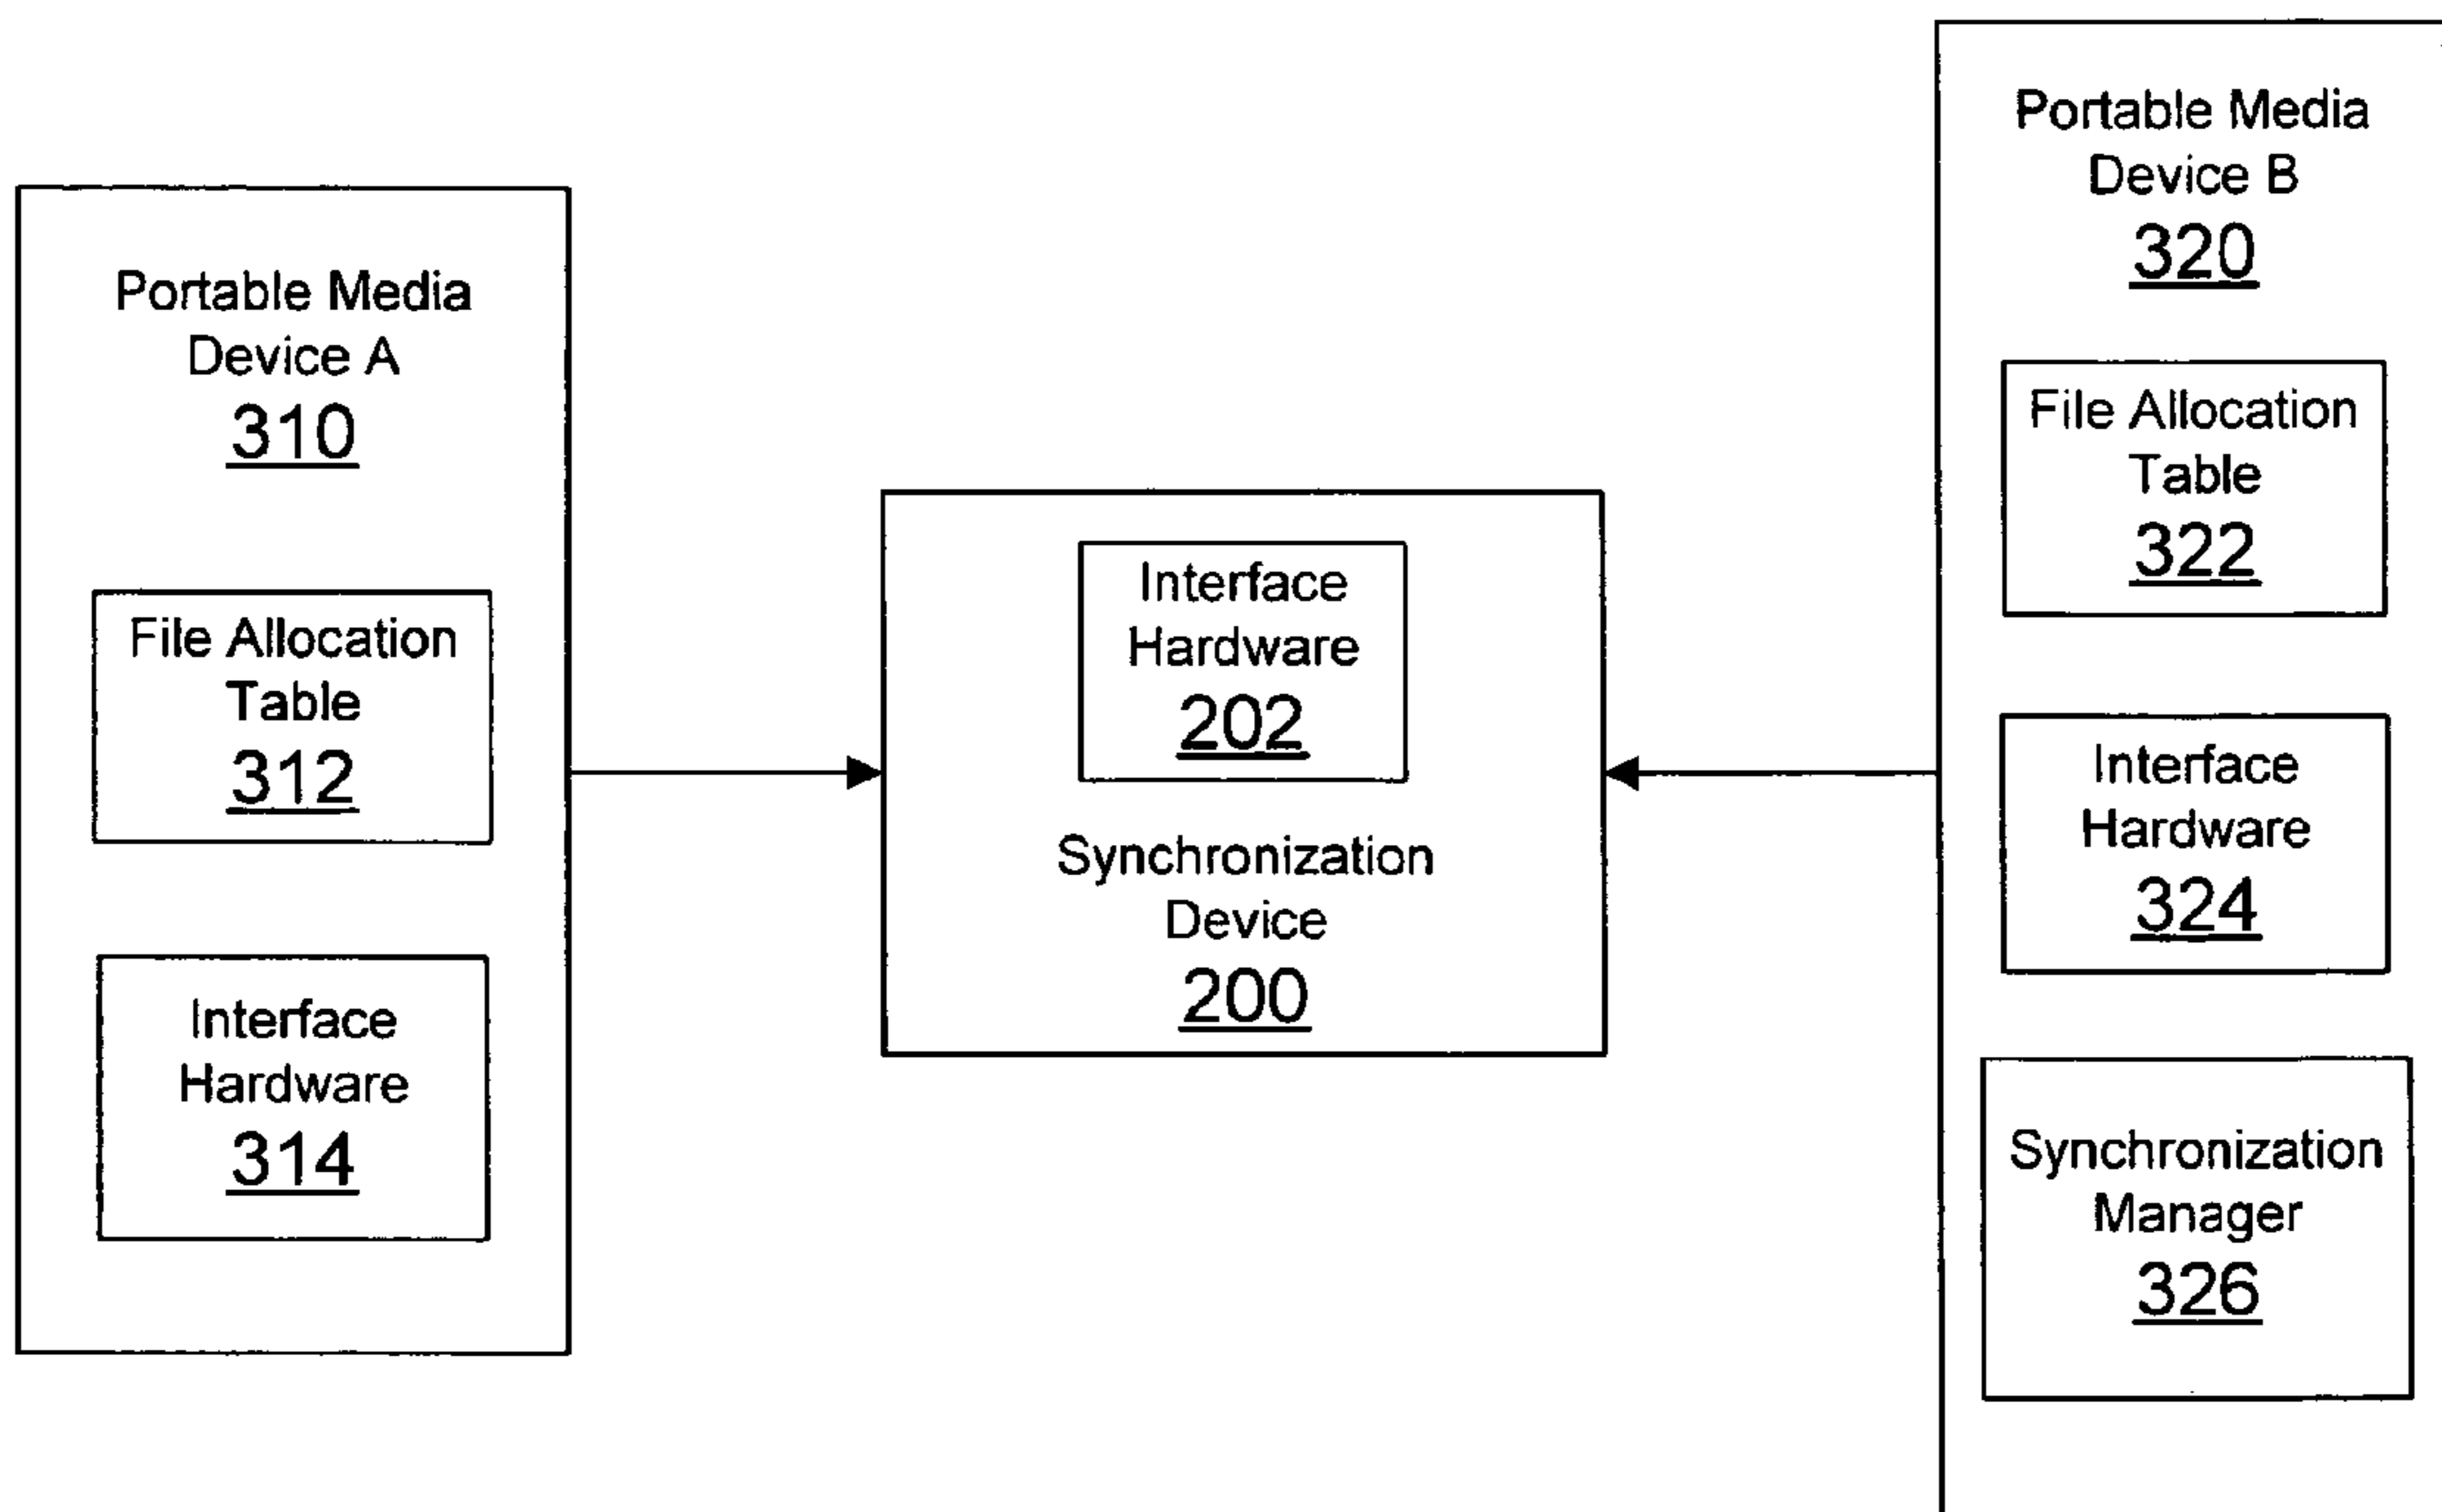 Portable Media
Device A
310
File Allocation
Table
312
Interface
Hardware
314
Interface
Hardware
202
Synchronization
Device
200
Portable Media
Device B
320
File Allocation
Table
322
Interface
Hardware
324
Synchronization
Manager
326